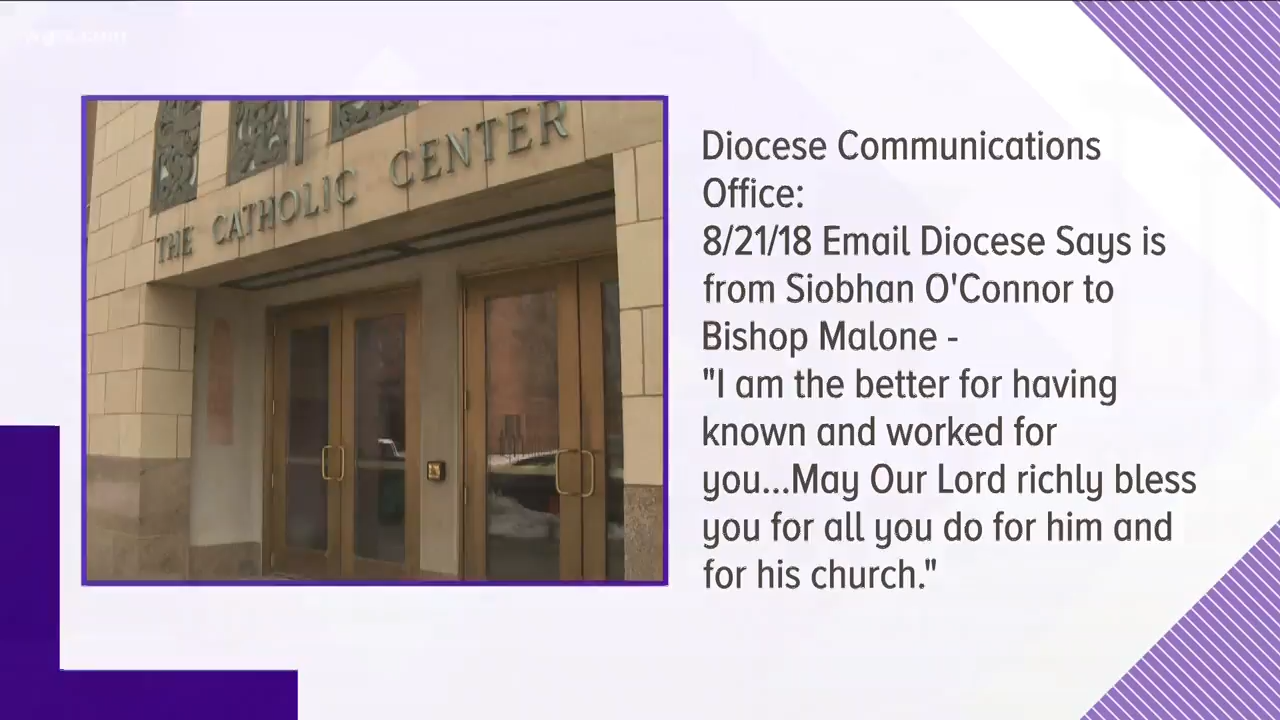 THE CATHOLIC CENTER
Diocese Communications
Office:
8/21/18 Email Diocese Says is
from Siobhan O'Connor to
Bishop Malone -
"I am the better for having
known and worked for
you...May Our Lord richly bless
you for all you do for him and
for his church."